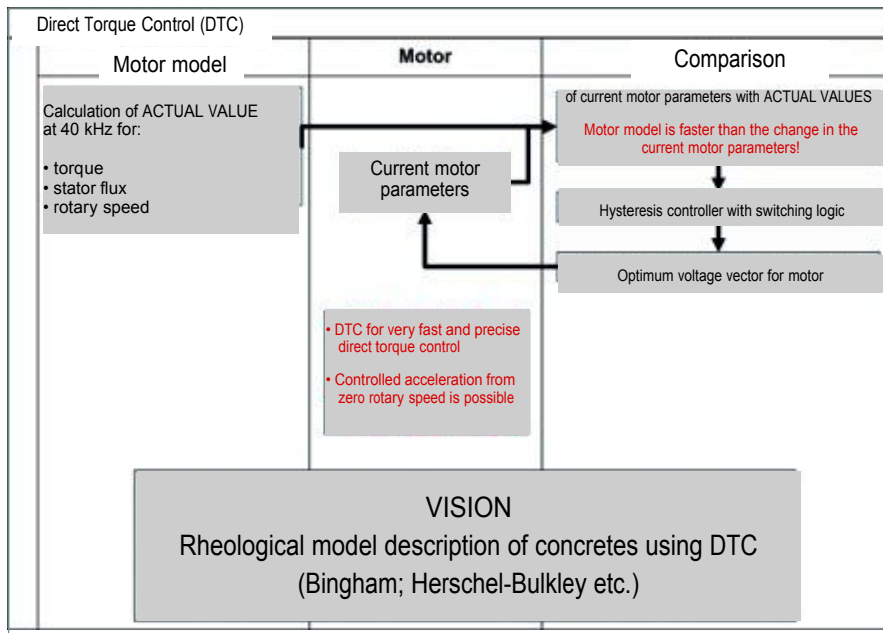 Direct Torque Control (DTC)
Motor model
Motor
Comparison
Calculation of ACTUAL VALUE
at 40 kHz for:
• torque
• stator flux
• rotary speed
Current motor
parameters
of current motor parameters with ACTUAL VALUES
Motor model is faster than the change in the
current motor parameters!
Hysteresis controller with switching logic
Optimum voltage vector for motor
• DTC for very fast and precise
direct torque control
• Controlled acceleration from
zero rotary speed is possible
VISION
Rheological model description of concretes using DTC
(Bingham; Herschel-Bulkley etc.)